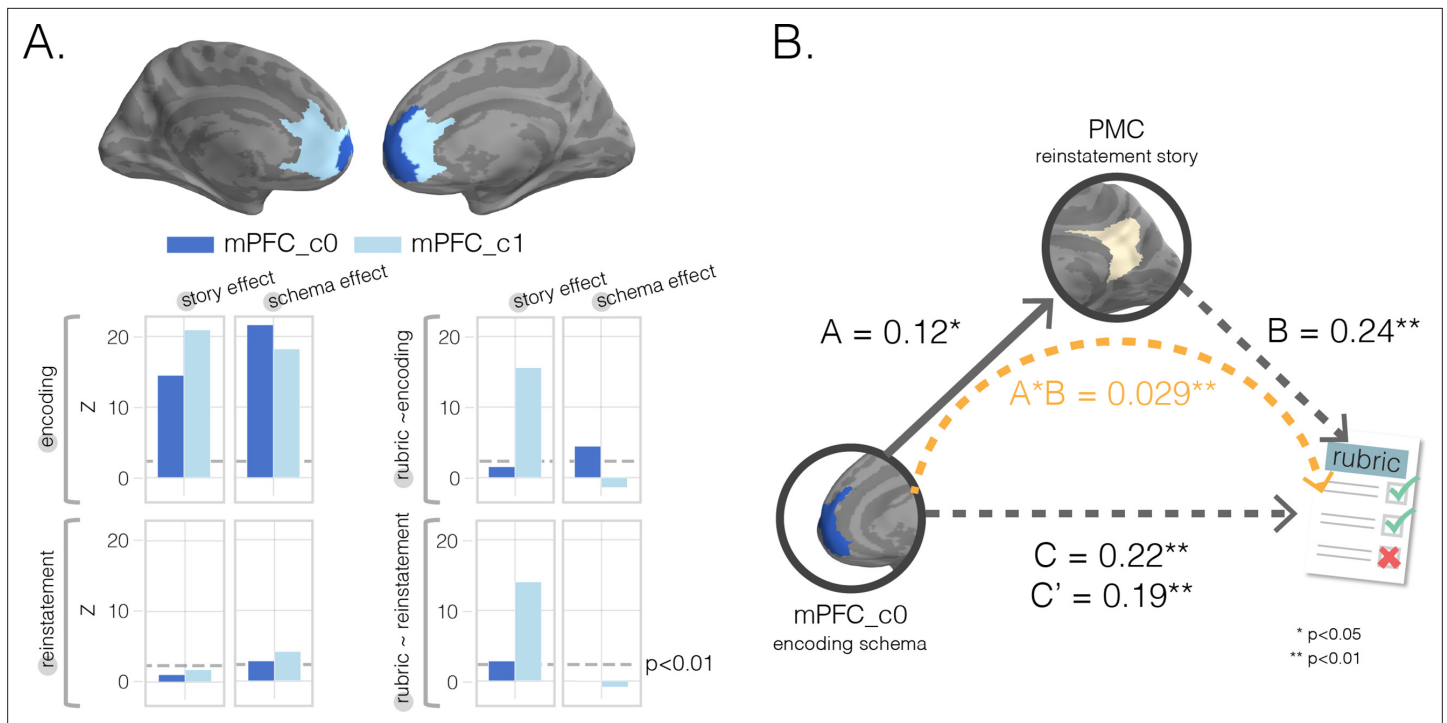 A.
mPFC_c0
mPFC_c1
story effect
schema effect
story effect
schema effect
encoding
Z
20
10
0
rubric ~encoding
20
10
0
reinstatement
Z
20
10
0
rubric ~ reinstatement
20
10
0
p<0.01
B.
PMC
reinstatement story
A = 0.12*
B = 0.24**
A*B = 0.029**
rubric
C = 0.22**
C’ = 0.19**
mPFC_c0
encoding schema
* p<0.05
** p<0.01